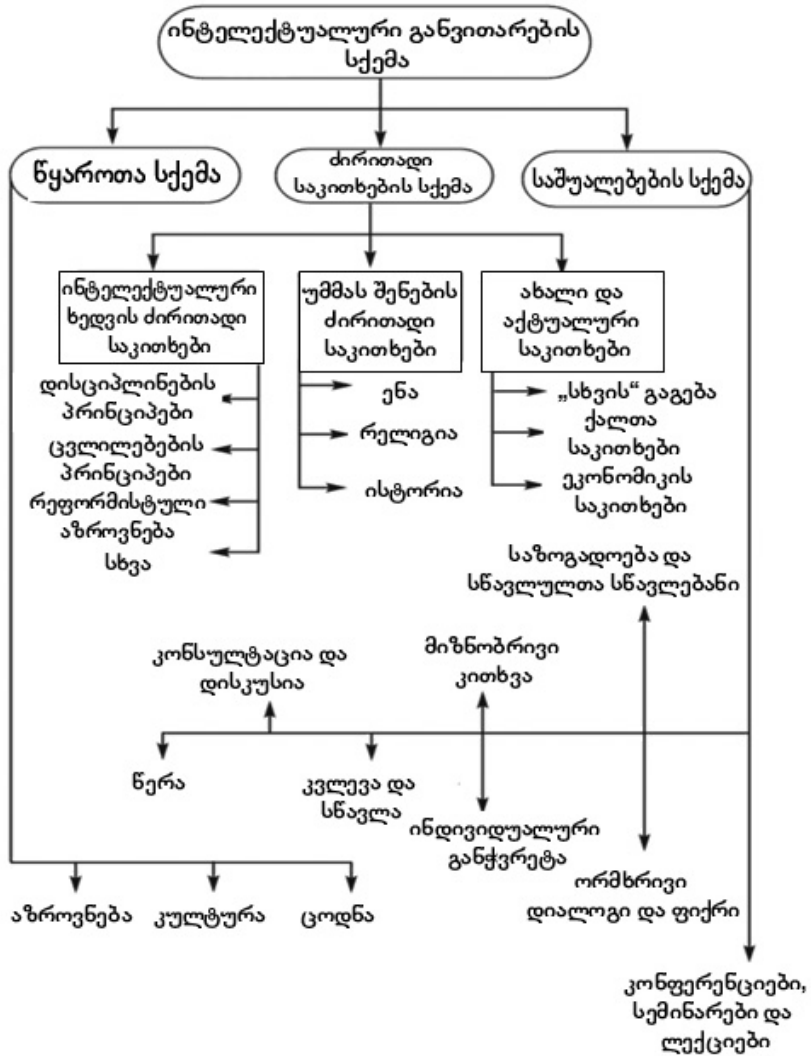 ინტელექტუალური განვითარების
სქემა
წყაროთა სქემა
ძირითადი
საკითხების სქემა
საშუალებების სქემა
ინტელექტუალური
ხედვის ძირითადი
საკითხები
უმმას შენების
ძირითადი
საკითხები
ახალი და
აქტუალური
საკითხები
დისციპლინების
პრინციპები
ცვლილებების
პრინციპები
რეფორმისტული
აზროვნება
სხვა
ენა
რელიგია
ისტორია
„სხვის“ გაგება
ქალთა
საკითხები
ეკონომიკის
საკითხები
საზოგადოება და
სწავლულთა სწავლებანი
კონსულტაცია და
დისკუსია
მიზნობრივი
კითხვა
წერა
კვლევა და
სწავლა
ინდივიდუალური
განჭვრეტა
ორმხრივი
დიალოგი და ფიქრი
აზროვნება
კულტურა
ცოდნა
კონფერენციები,
სემინარები და
ლექციები